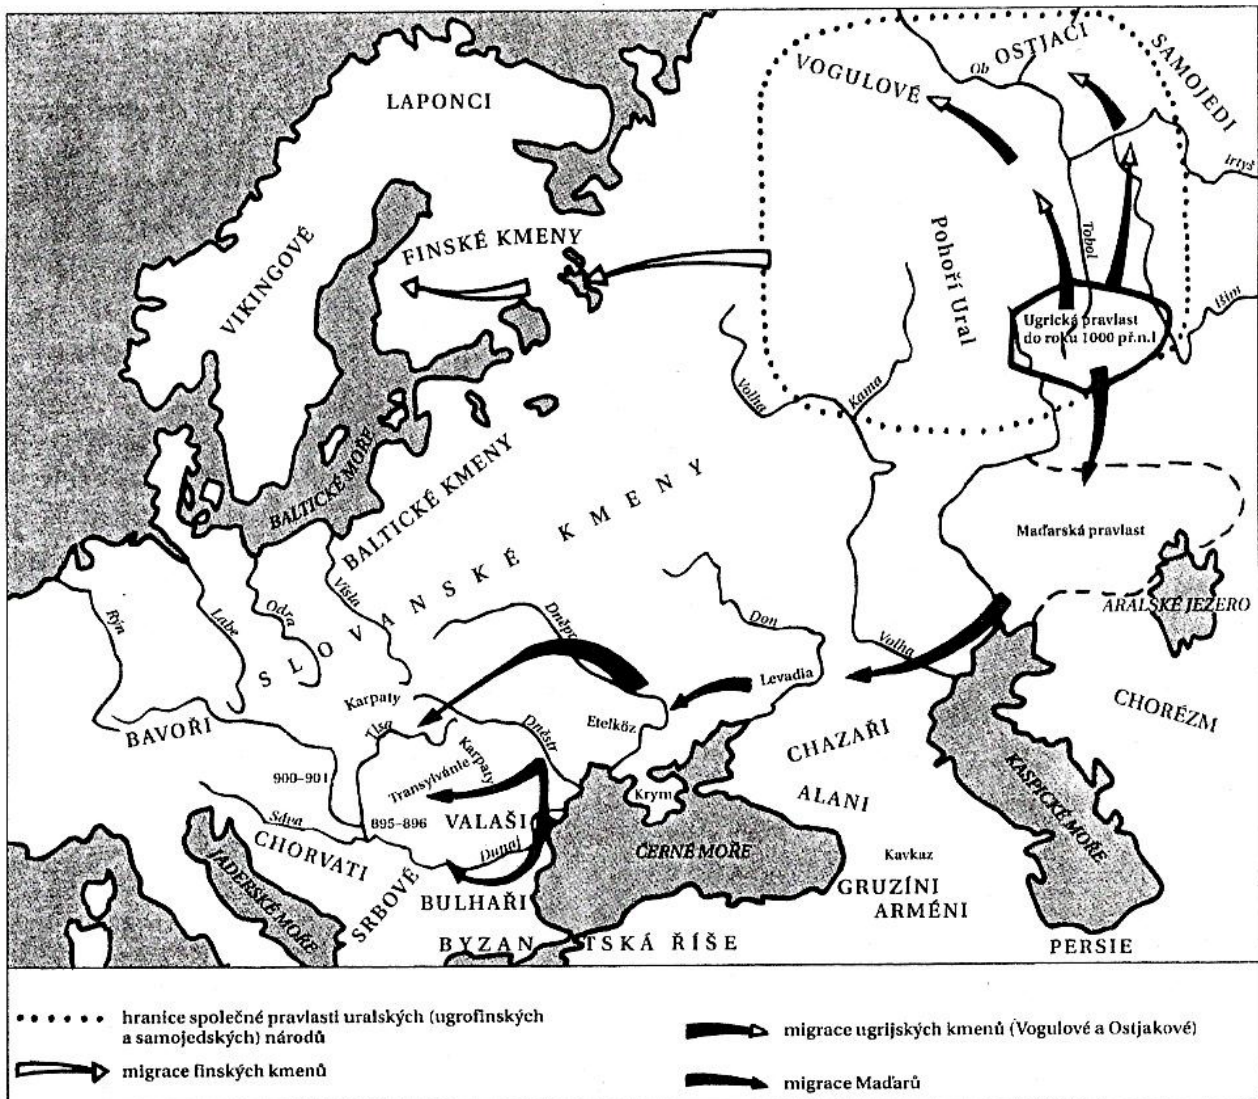 OSTJACI
SAMOJEDI
VOGULOVÉ
Ob
LAPONCI
Irtyš
Tobol
Pohoří Ural
FINSKÉ KMENY
VIKINGOVÉ
Išim
Ugrická pravlast
do roku 1000 př.n.l
Volha
Kama
BALTICKÉ MOŘE
BALTICKÉ KMENY
SLOVANSKÉ KMENY
Maďarská pravlast
Rýn
Labe
Odra
Visla
Dněpr
Don
Volha
ARALSKÉ JEZERO
Levadia
Karpaty
Tisa
Etelköz
Dněstr
CHORÉZM
BAVOŘI
CHAZAŘI
Karpaty
900–901
Transylvánie
Krym
ALANI
KASPICKÉ MOŘE
Sáva
895–896
VALAŠI
CHORVATI
Dunaj
ČERNÉ MOŘE
Kavkaz
JADERSKÉ MOŘE
SRBOVÉ
BULHAŘI
GRUZÍNI
ARMÉNI
BYZANTSKÁ ŘÍŠE
PERSIE
hranice společné pravlasti uralských (ugrofinských
a samojedských) národů
migrace finských kmenů
migrace ugrijských kmenů (Vogulové a Ostjakové)
migrace Maďarů